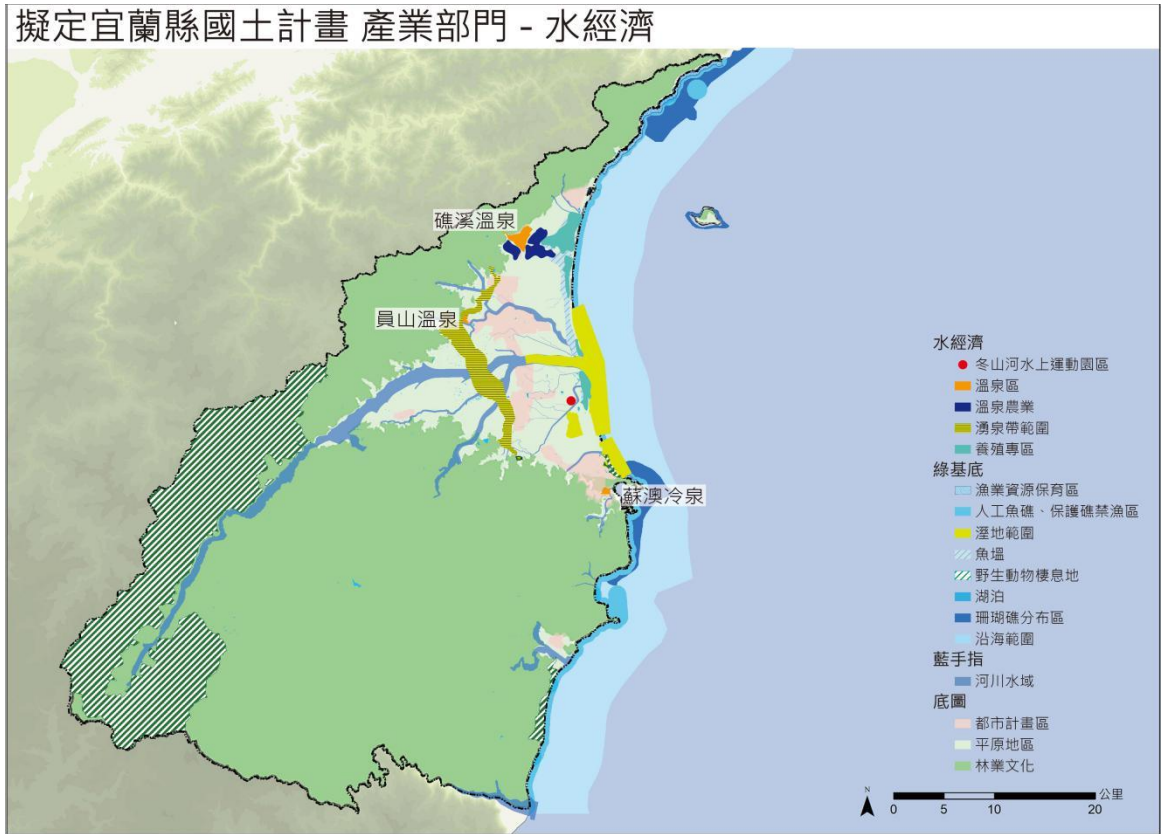 擬定宜蘭縣國土計畫 產業部門 - 水經濟
礁溪溫泉
員山溫泉
蘇澳冷泉
水經濟
冬山河水上運動園區
溫泉區
溫泉農業
湧泉帶範圍
養殖專區
綠基底
漁業資源保育區
人工魚礁、保護礁禁漁區
溼地範圍
魚塭
野生動物棲息地
湖泊
珊瑚礁分布區
沿海範圍
藍手指
河川水域
底圖
都市計畫區
平原地區
林業文化
N
公里
0 5 10 20